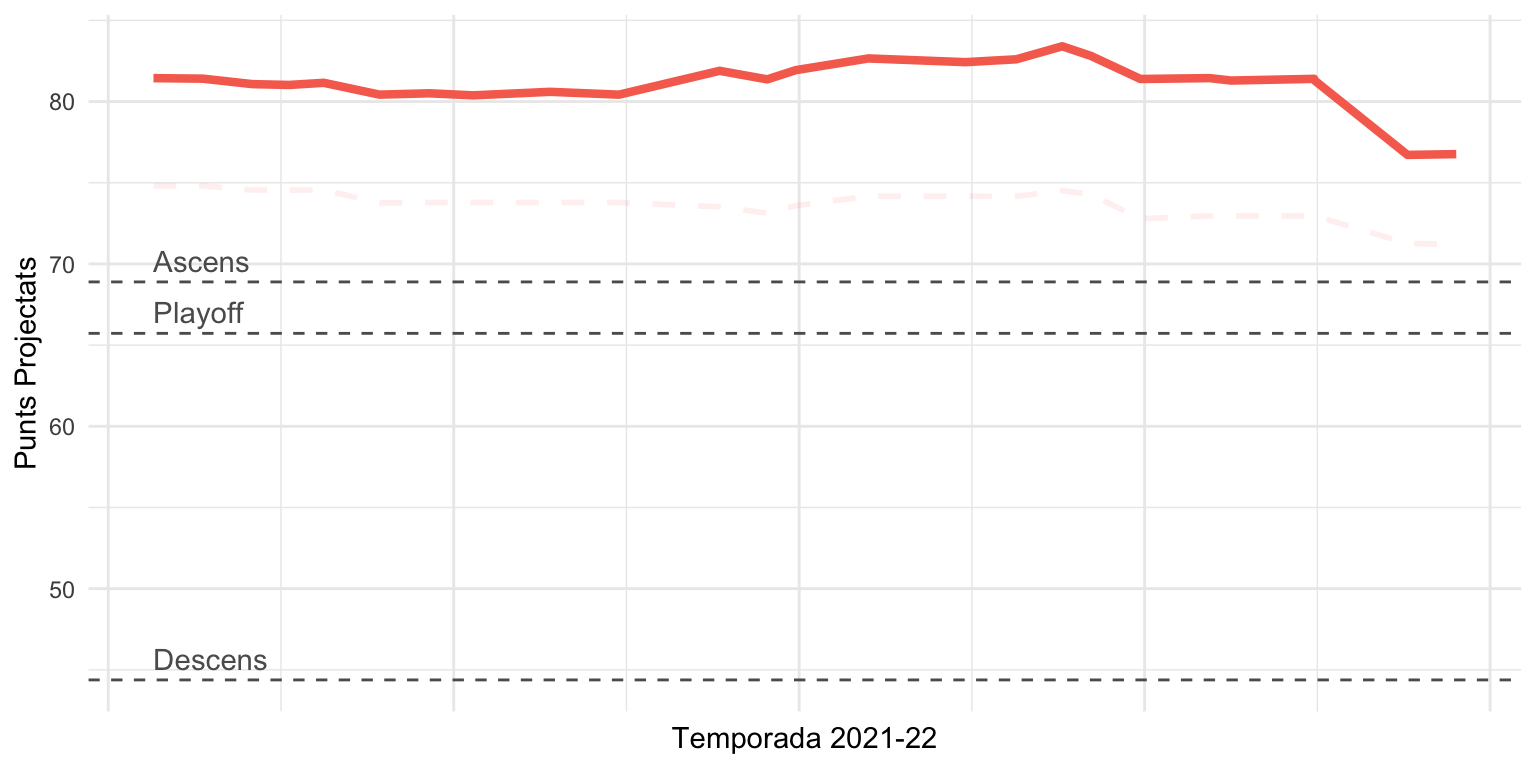 80
70
60
50
Punts Projectats
Ascens
Playoff
Descens
Temporada 2021-22